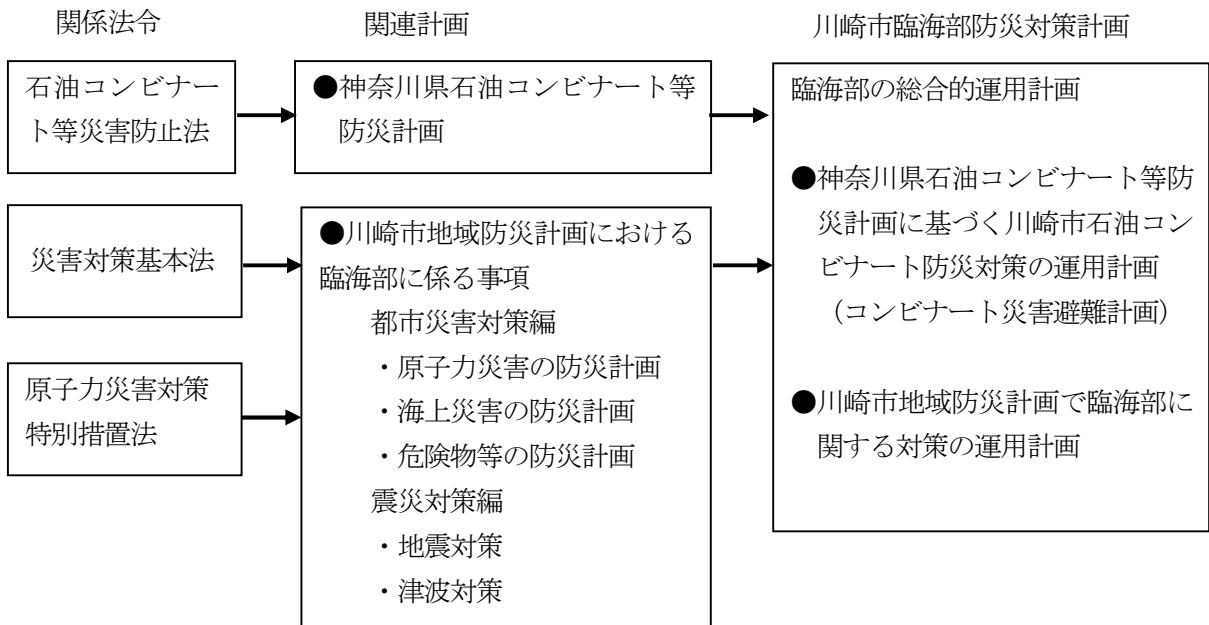 関係法令
関連計画
川崎市臨海部防災対策計画
石油コンビナー
ト等災害防止法
●神奈川県石油コンビナート等
防災計画
災害対策基本法
原子力災害対策
特別措置法
●川崎市地域防災計画における
臨海部に係る事項
都市災害対策編
・原子力災害の防災計画
・海上災害の防災計画
・危険物等の防災計画
震災対策編
・地震対策
・津波対策
臨海部の総合的運用計画
●神奈川県石油コンビナート等防
災計画に基づく川崎市石油コン
ビナート防災対策の運用計画
（コンビナート災害避難計画）
●川崎市地域防災計画で臨海部に
関する対策の運用計画